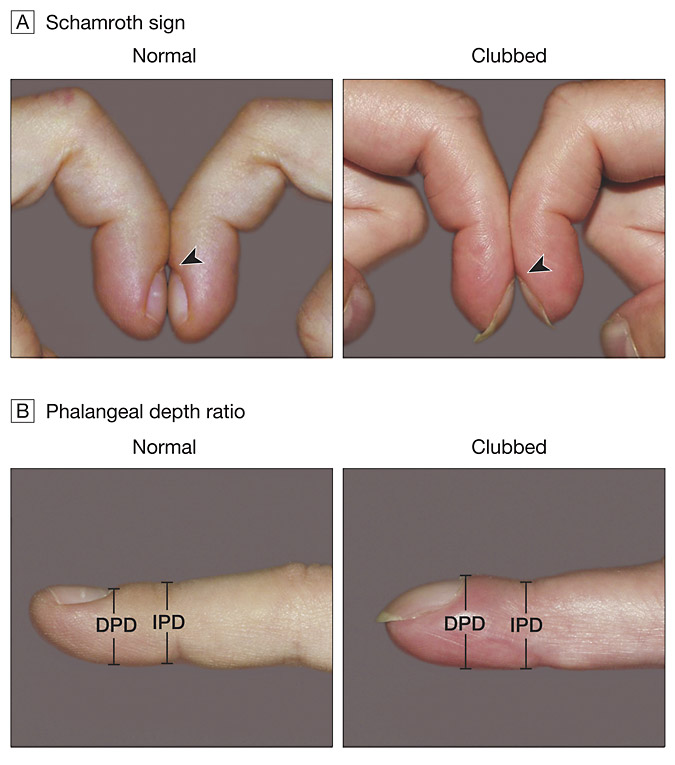 A Schamroth sign
Normal
Clubbed
B Phalangeal depth ratio
Normal
Clubbed
DPD
IPD
DPD
IPD